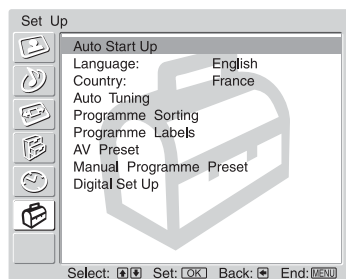 Set Up
Auto Start Up
Language: English
Country: France
Auto Tuning
Programme Sorting
Programme Labels
AV Preset
Manual Programme Preset
Digital Set Up
Select: Set: OK Back: End: MENU